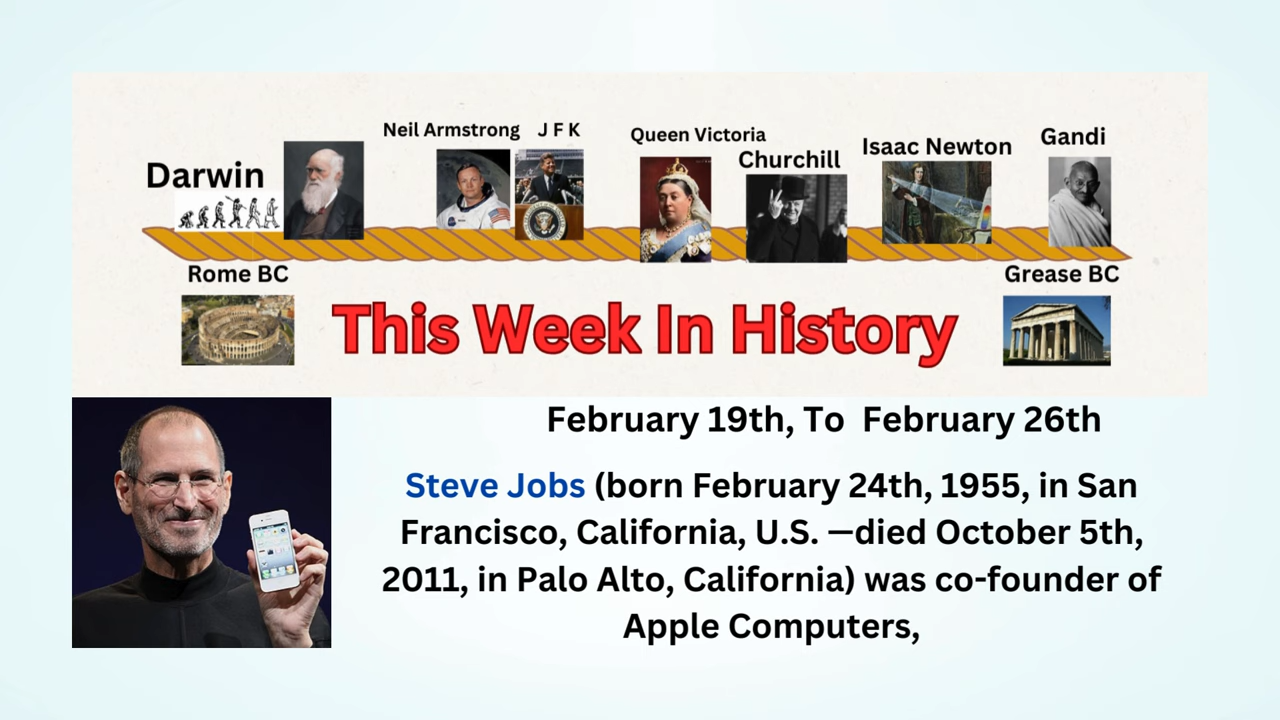 Neil Armstrong J F K
Queen Victoria
Gandi
Isaac Newton
Churchill
Darwin
Rome BC
Grease BC
This Week In History
February 19th, To February 26th
Steve Jobs (born February 24th, 1955, in San
Francisco, California, U.S. —died October 5th,
2011, in Palo Alto, California) was co-founder of
Apple Computers,